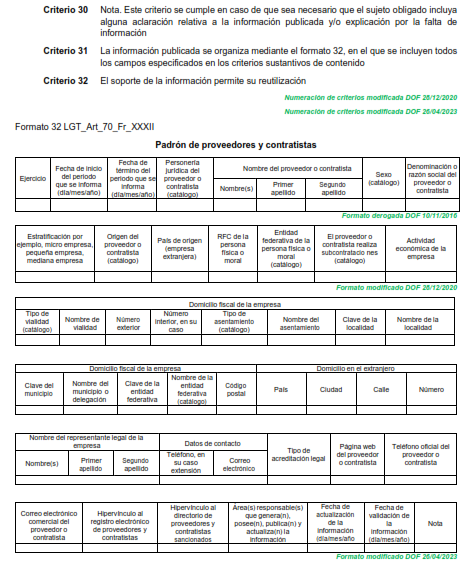 Criterio 30 Nota. Este criterio se cumple en caso de que sea necesario que el sujeto obligado incluya
alguna aclaración relativa a la información publicada y/o explicación por la falta de
información
Criterio 31 La información publicada se organiza mediante el formato 32, en el que se incluyen todos
los campos especificados en los criterios sustantivos de contenido
Criterio 32 El soporte de la información permite su reutilización
Numeración de criterios modificada DOF 28/12/2020
Numeración de criterios modificada DOF 26/04/2023
Formato 32 LGT_Art_70_Fr_XXXII
Padrón de proveedores y contratistas
Ejercicio
Fecha de inicio
del periodo
que se informa
(día/mes/año)
Fecha de
término del
periodo que se
informa
(día/mes/año)
Personería
jurídica del
proveedor o
contratista
(catálogo)
Nombre del proveedor o contratista
Nombre(s)
Primer
apellido
Segundo
apellido
Sexo
(catálogo)
Denominación o
razón social del
proveedor o
contratista
Formato derogada DOF 10/11/2016
Estratificación por
ejemplo, micro empresa,
pequeña empresa,
mediana empresa
Origen del
proveedor o
contratista
(catálogo)
País de origen
(empresa
extranjera)
RFC de la
persona
física o
moral
Entidad
federativa de la
persona física o
moral
(catálogo)
El proveedor o
contratista realiza
subcontratacio nes
(catálogo)
Actividad
económica de la
empresa
Formato modificado DOF 28/12/2020
Domicilio fiscal de la empresa
Tipo de
vialidad
(catálogo)
Nombre de
vialidad
Número
exterior
Número
interior, en su
caso
Tipo de
asentamiento
(catálogo)
Nombre del
asentamiento
Clave de la
localidad
Nombre de la
localidad
Domicilio fiscal de la empresa
Domicilio en el extranjero
Clave del
municipio
Nombre del
municipio o
delegación
Clave de la
entidad
federativa
Nombre de la
entidad
federativa
(catálogo)
Código
postal
País
Ciudad
Calle
Número
Nombre del representante legal de la
empresa
Nombre(s)
Primer
apellido
Segundo
apellido
Datos de contacto
Teléfono, en
su caso
extensión
Correo
electrónico
Tipo de
acreditación legal
Página web
del proveedor
o contratista
Teléfono oficial del
proveedor o
contratista
Correo electrónico
comercial del
proveedor o
contratista
Hipervínculo al
registro electrónico
de proveedores y
contratistas
Hipervínculo al
directorio de
proveedores y
contratistas
sancionados
Área(s) responsable(s)
que genera(n),
posee(n), publica(n) y
actualiza(n) la
información
Fecha de
actualización
de la
información
(día/mes/año
Fecha de
validación de
la
información
(día/mes/año
Nota
Formato modificado DOF 26/04/2023